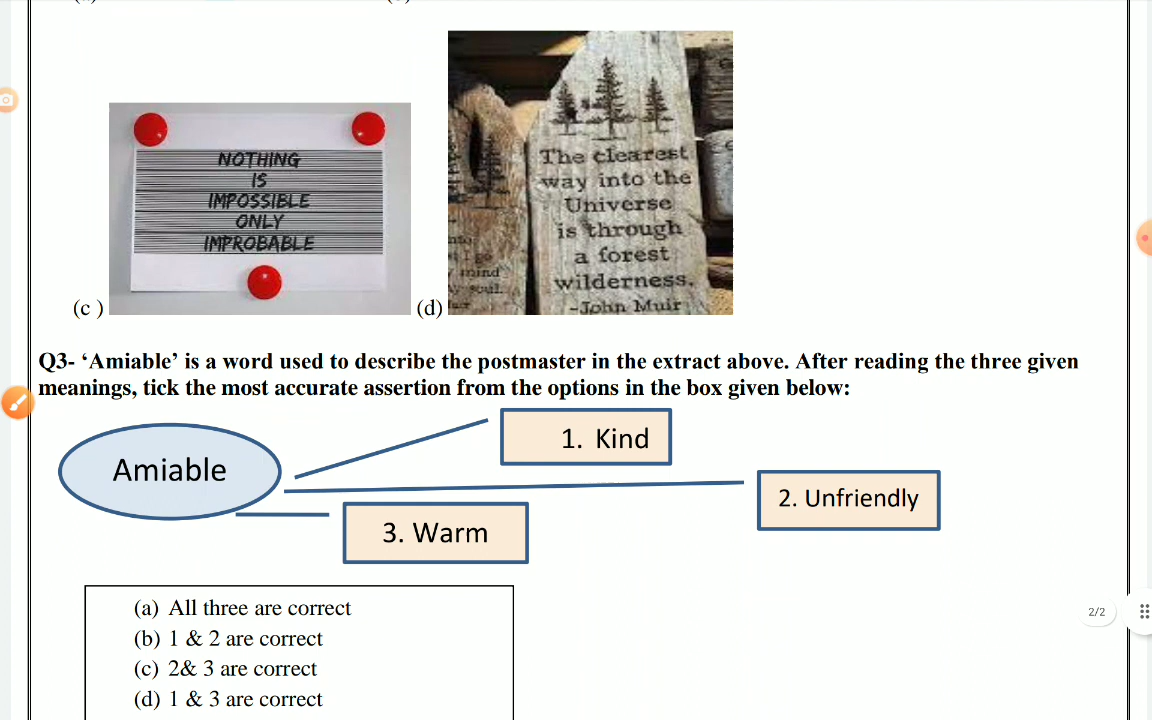 NOTHING
IS
IMPOSSIBLE
ONLY
IMPROBABLE
(c )
The clearest
way into the
Universe
is through
a forest
wilderness.
-John Muir
mind
(d)
Q3- ‘Amiable’ is a word used to describe the postmaster in the extract above. After reading the three given
meanings, tick the most accurate assertion from the options in the box given below:
Amiable
1. Kind
2. Unfriendly
3. Warm
(a) All three are correct
(b) 1 & 2 are correct
(c) 2& 3 are correct
(d) 1 & 3 are correct
2/2